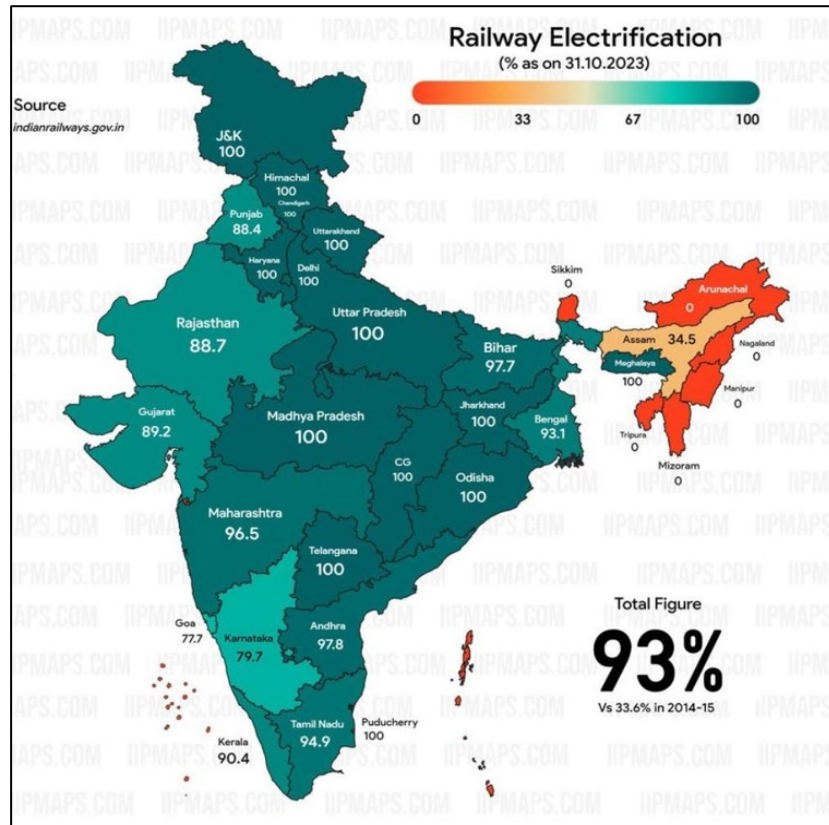 Railway Electrification
(% as on 31.10.2023)
0 33 67 100
Source
indianrailways.gov.in
J&K
100
Himachal
100
Chandigarh
100
Punjab
88.4
Uttarakhand
100
Haryana
100
Delhi
100
Rajasthan
88.7
Uttar Pradesh
100
Bihar
97.7
Sikkim
0
Arunachal
0
Assam 34.5
Nagaland
0
Meghalaya
100
Manipur
0
Tripura
0
Mizoram
0
Gujarat
89.2
Madhya Pradesh
100
Jharkhand
100
Bengal
93.1
CG
100
Odisha
100
Maharashtra
96.5
Telangana
100
Goa
77.7
Karnataka
79.7
Andhra
97.8
Kerala
90.4
Tamil Nadu
94.9
Puducherry
100
Total Figure
93%
Vs 33.6% in 2014-15
IIPMAPS.COM